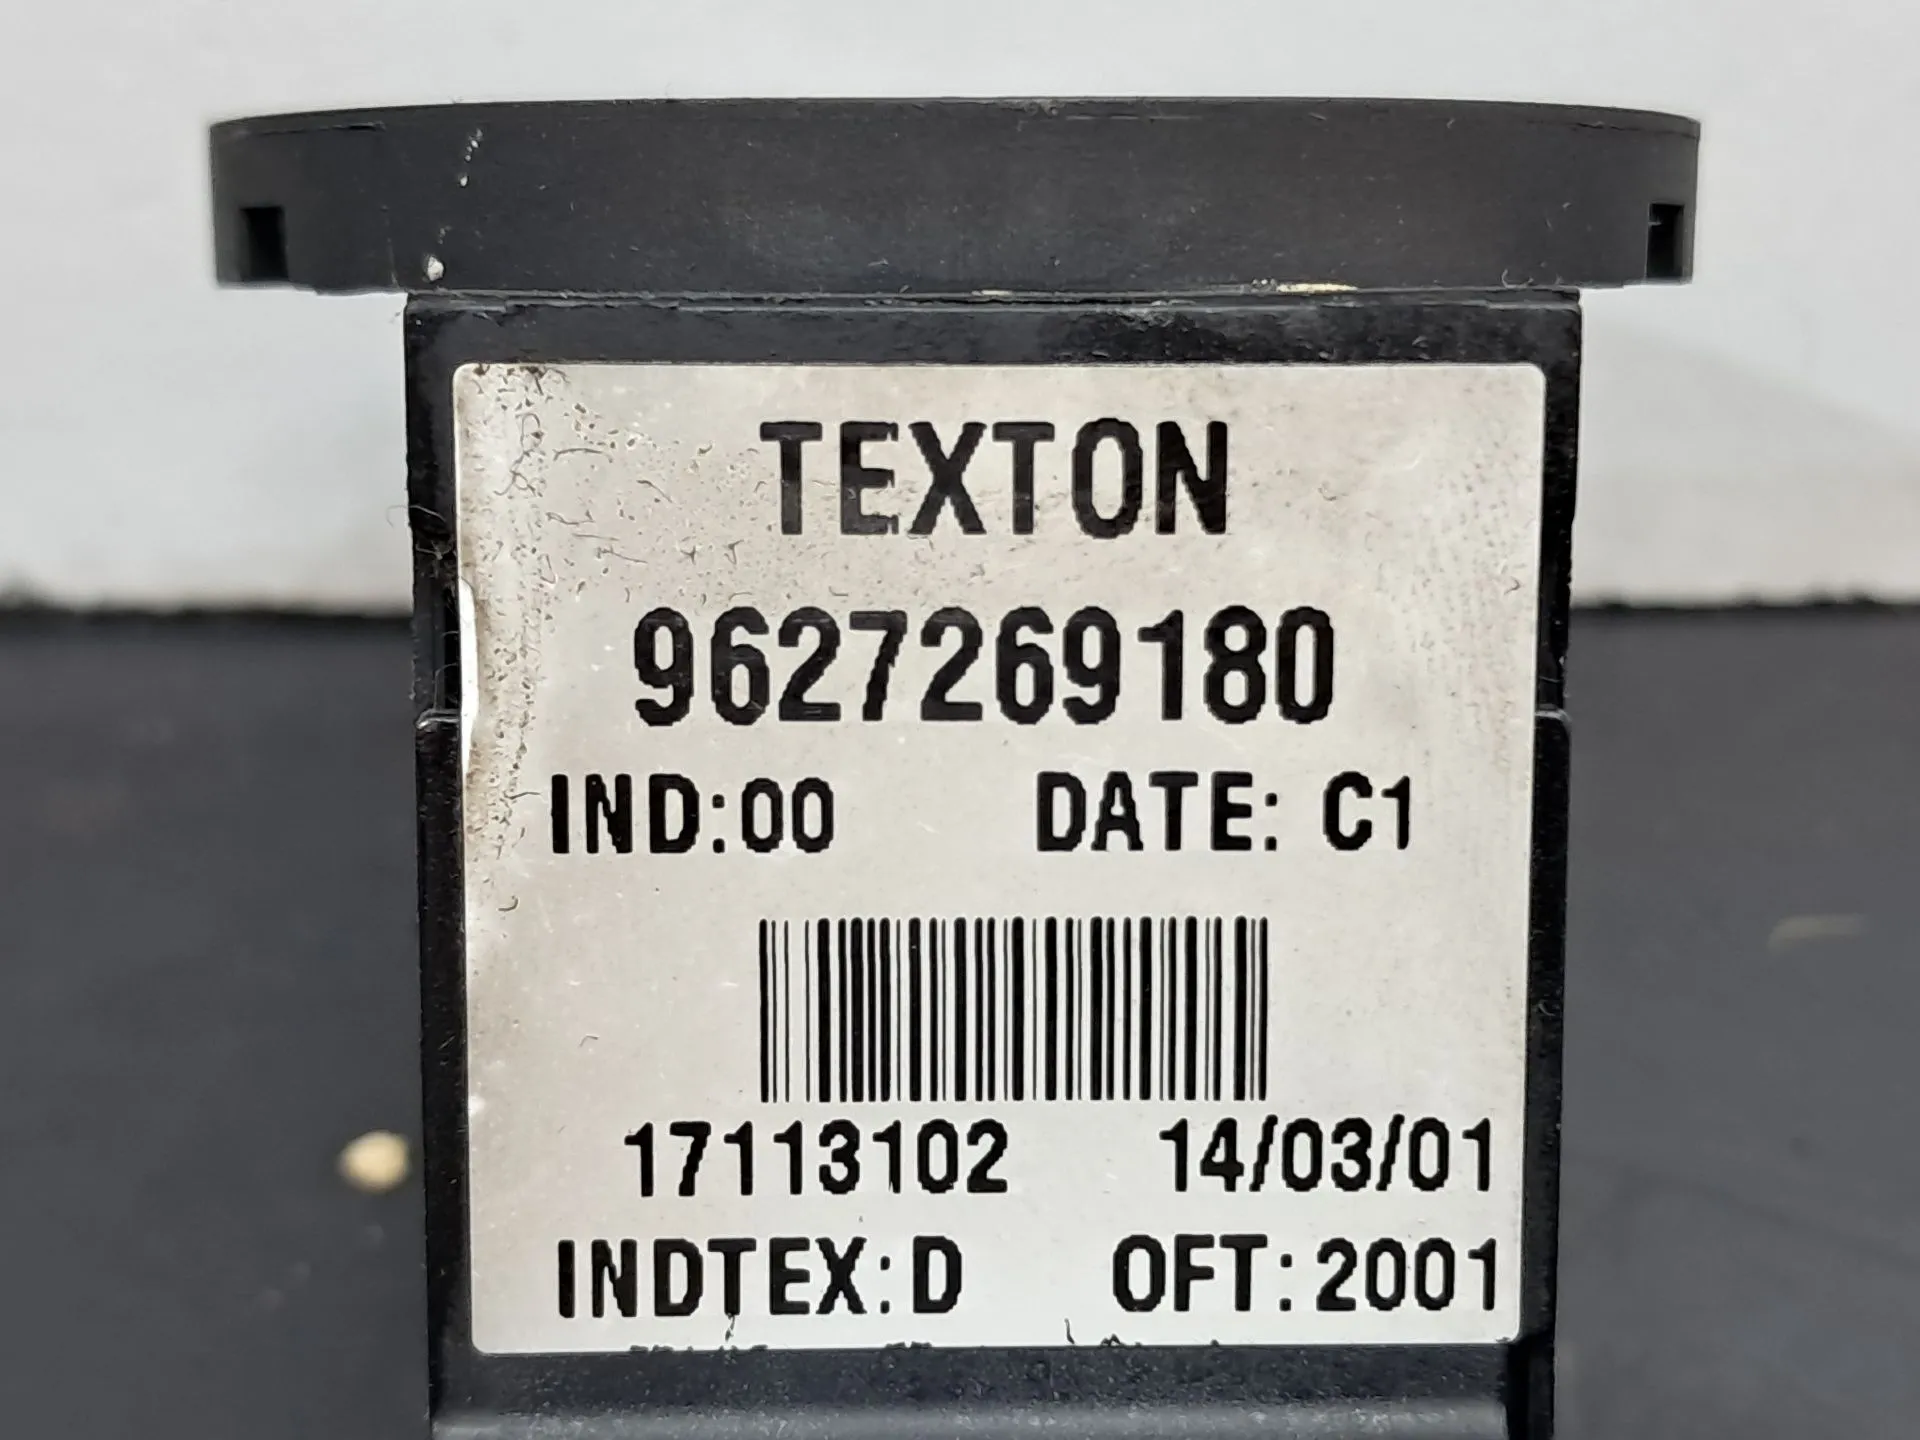 TEXTON
9627269180
IND:00 DATE: C1
17113102 14/03/01
INDTEX:D OFT:2001